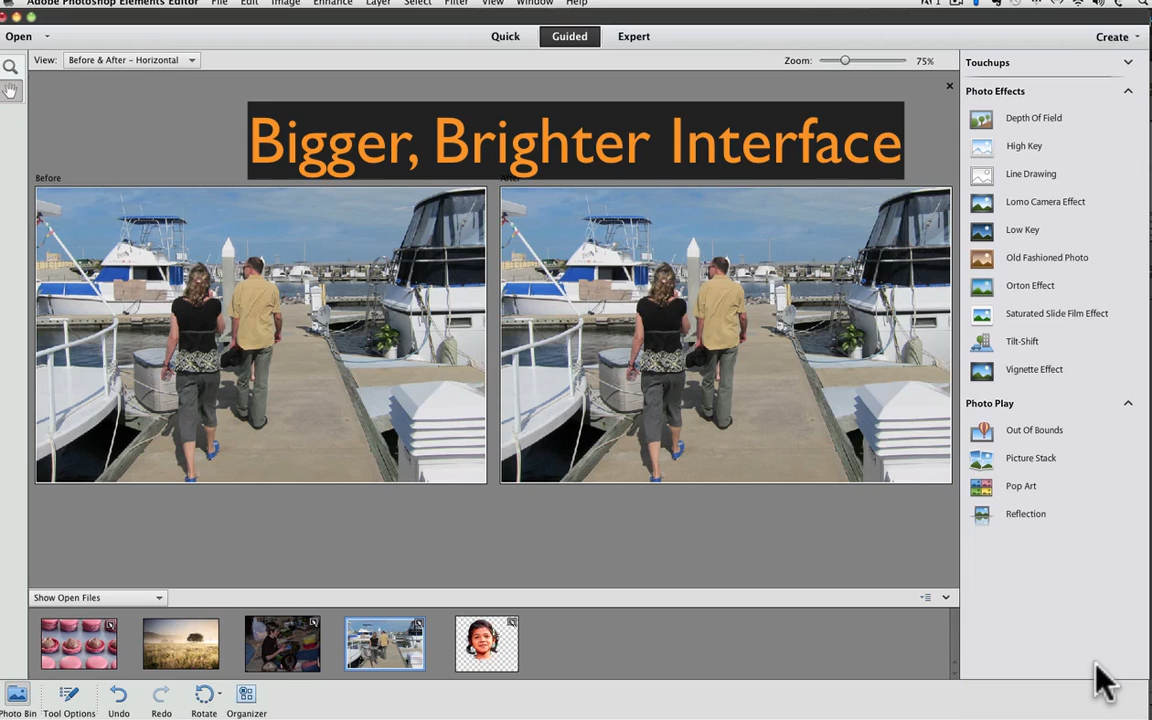 Adobe Photoshop Elements Editor File Edit Image Enhance Layer Select Filter View Window Help
Open Quick Guided Expert Create
View: Before & After - Horizontal Zoom: 75%
Touchups
Photo Effects
Bigger, Brighter Interface
Before
After
Depth Of Field
High Key
Line Drawing
Lomo Camera Effect
Low Key
Old Fashioned Photo
Orton Effect
Saturated Slide Film Effect
Tilt-Shift
Vignette Effect
Photo Play
Out Of Bounds
Picture Stack
Pop Art
Reflection
Show Open Files
Photo Bin Tool Options Undo Redo Rotate Organizer